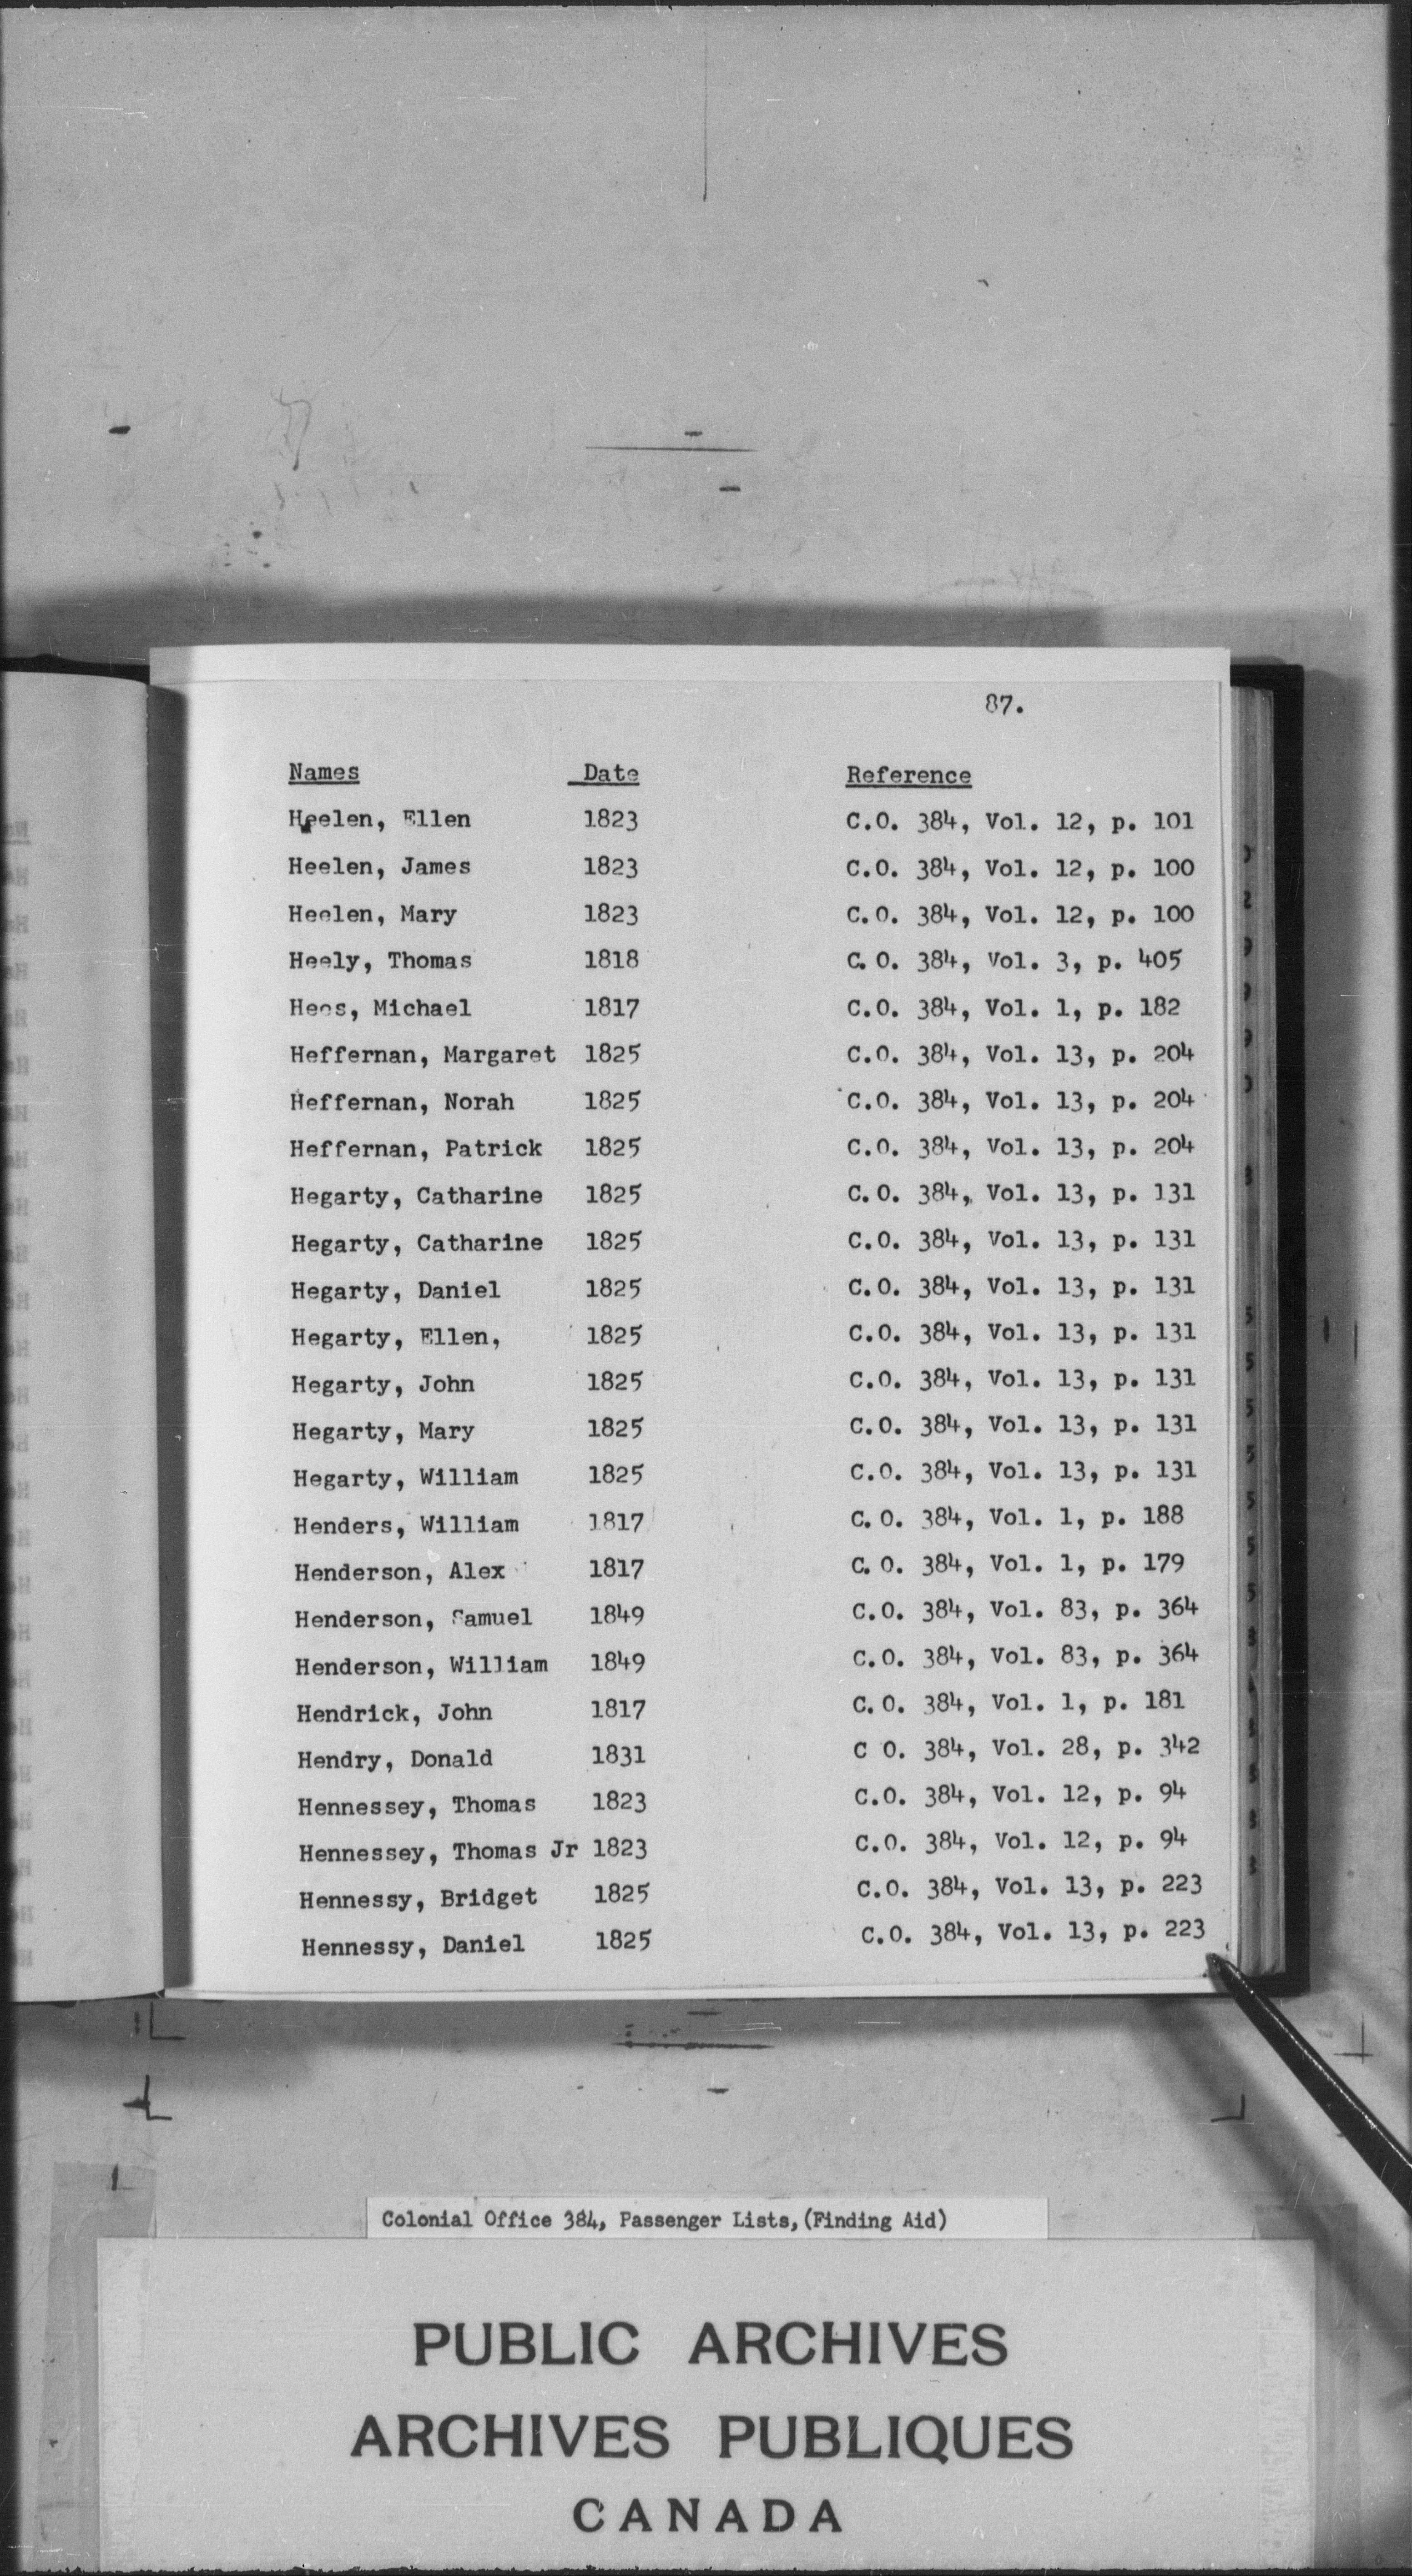 87.
Names Date Reference
Heelen, Ellen 1823 C.O. 384, Vol. 12, p. 101
Heelen, James 1823 C.O. 384, Vol. 12, p. 100
Heelen, Mary 1823 C.O. 384, Vol. 12, p. 100
Heely, Thomas 1818 C.O. 384, Vol. 3, p. 405
Hees, Michael 1817 C.O. 384, Vol. 1, p. 182
Heffernan, Margaret 1825 C.O. 384, Vol. 13, p. 204
Heffernan, Norah 1825 C.O. 384, Vol. 13, p. 204
Heffernan, Patrick 1825 C.O. 384, Vol. 13, p. 204
Hegarty, Catharine 1825 C.O. 384, Vol. 13, p. 131
Hegarty, Catharine 1825 C.O. 384, Vol. 13, p. 131
Hegarty, Daniel 1825 C.O. 384, Vol. 13, p. 131
Hegarty, Ellen, 1825 C.O. 384, Vol. 13, p. 131
Hegarty, John 1825 C.O. 384, Vol. 13, p. 131
Hegarty, Mary 1825 C.O. 384, Vol. 13, p. 131
Hegarty, William 1825 C.O. 384, Vol. 13, p. 131
Henders, William 1817 C.O. 384, Vol. 1, p. 188
Henderson, Alex 1817 C.O. 384, Vol. 1, p. 179
Henderson, Samuel 1849 C.O. 384, Vol. 83, p. 364
Henderson, William 1849 C.O. 384, Vol. 83, p. 364
Hendrick, John 1817 C.O. 384, Vol. 1, p. 181
Hendry, Donald 1831 C O. 384, Vol. 28, p. 342
Hennessey, Thomas 1823 C.O. 384, Vol. 12, p. 94
Hennessey, Thomas Jr 1823 C.O. 384, Vol. 12, p. 94
Hennessy, Bridget 1825 C.O. 384, Vol. 13, p. 223
Hennessy, Daniel 1825 C.O. 384, Vol. 13, p. 223
Colonial Office 384, Passenger Lists, (Finding Aid)
PUBLIC ARCHIVES
ARCHIVES PUBLIQUES
CANADA